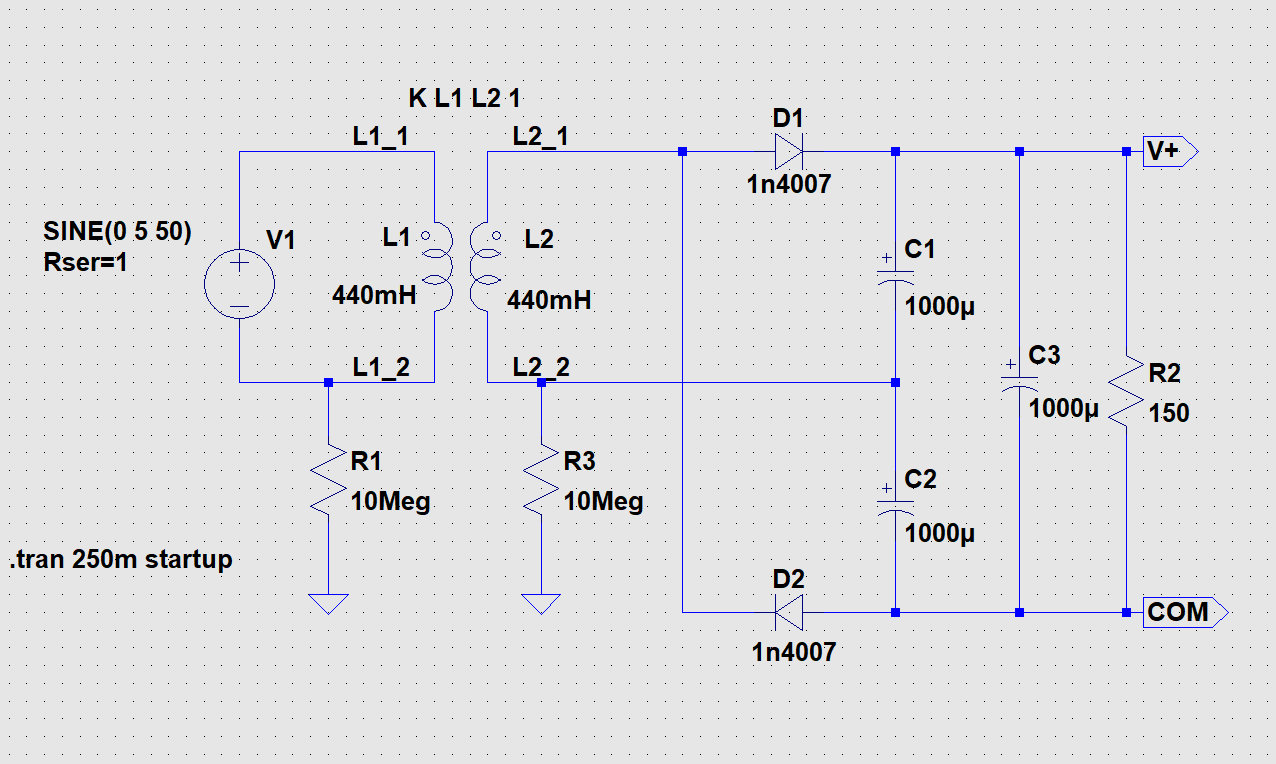 K L1 L2 1
D1
L1_1
L2_1
V+
1n4007
SINE(0 5 50)
Rser=1
V1
L1
L2
C1
440mH
440mH
1000µ
L1_2
L2_2
C3
1000µ
R2
150
R1
10Meg
R3
10Meg
C2
1000µ
.tran 250m startup
D2
COM
1n4007
+
+
+
+